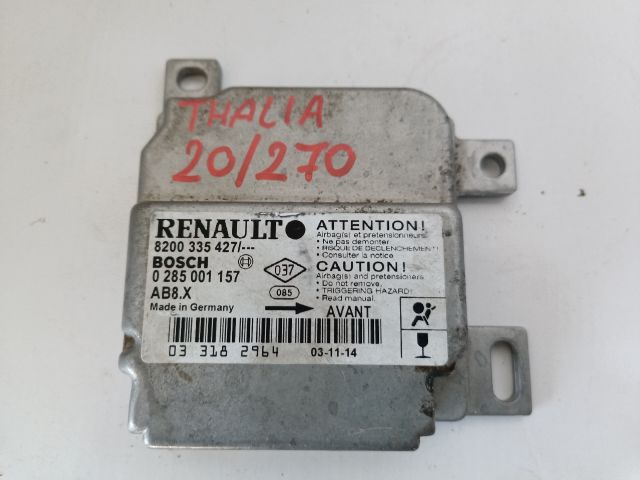 THALIA
20/270
RENAULT
8200 335 427/---
BOSCH
0 285 001 157
AB8.X
Made in Germany
037
085
ATTENTION!
Airbag(s) et pretensionneurs.
• Ne pas demonter
• RISQUE DE DECLENCHEMENT!
• Consulter la notice
CAUTION!
Airbag(s) and pretensioners
• Do not remove.
• TRIGGERING HAZARD!
• Read manual.
AVANT
03 318 2964
03-11-14